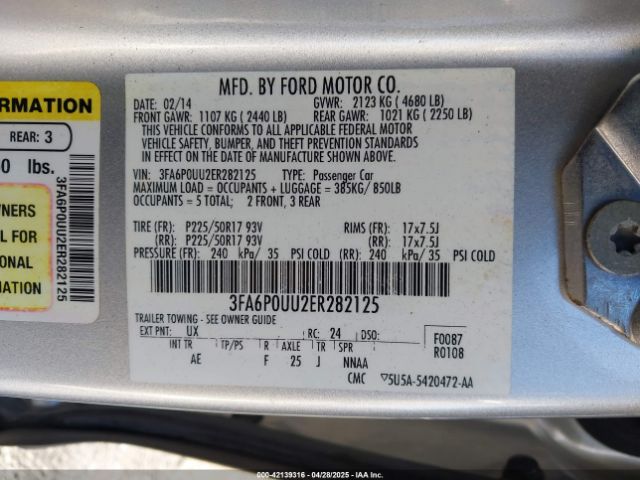 ORMATION
REAR: 3
0 lbs.
WNERS
L FOR
ONAL
N
3FA6P0UU2ER282125
MFD. BY FORD MOTOR CO.
DATE: 02/14 GVWR: 2123 KG ( 4680 LB)
FRONT GAWR: 1107 KG ( 2440 LB) REAR GAWR: 1021 KG ( 2250 LB)
THIS VEHICLE CONFORMS TO ALL APPLICABLE FEDERAL MOTOR
VEHICLE SAFETY, BUMPER, AND THEFT PREVENTION STANDARDS
IN EFFECT ON THE DATE OF MANUFACTURE SHOWN ABOVE.
VIN: 3FA6P0UU2ER282125 TYPE: Passenger Car
MAXIMUM LOAD = OCCUPANTS + LUGGAGE = 385KG/850LB
OCCUPANTS = 5 TOTAL; 2 FRONT, 3 REAR
TIRE (FR): P225/50R17 93V RIMS (FR): 17x7.5J
(RR): P225/50R17 93V (RR): 17x7.5J
PRESSURE (FR): 240 kPa/ 35 PSI COLD (RR): 240 kPa/ 35 PSI COLD
3FA6P0UU2ER282125
TRAILER TOWING - SEE OWNER GUIDE
EXT PNT: UX RC: 24 DSO: F0087
R0108
INT TR TP/PS R AXLE TR SPR
AE F 25 J NNAA
CMC ▽5U5A-5420472-AA
000-42139316 - 04/28/2025 - IAA Inc.